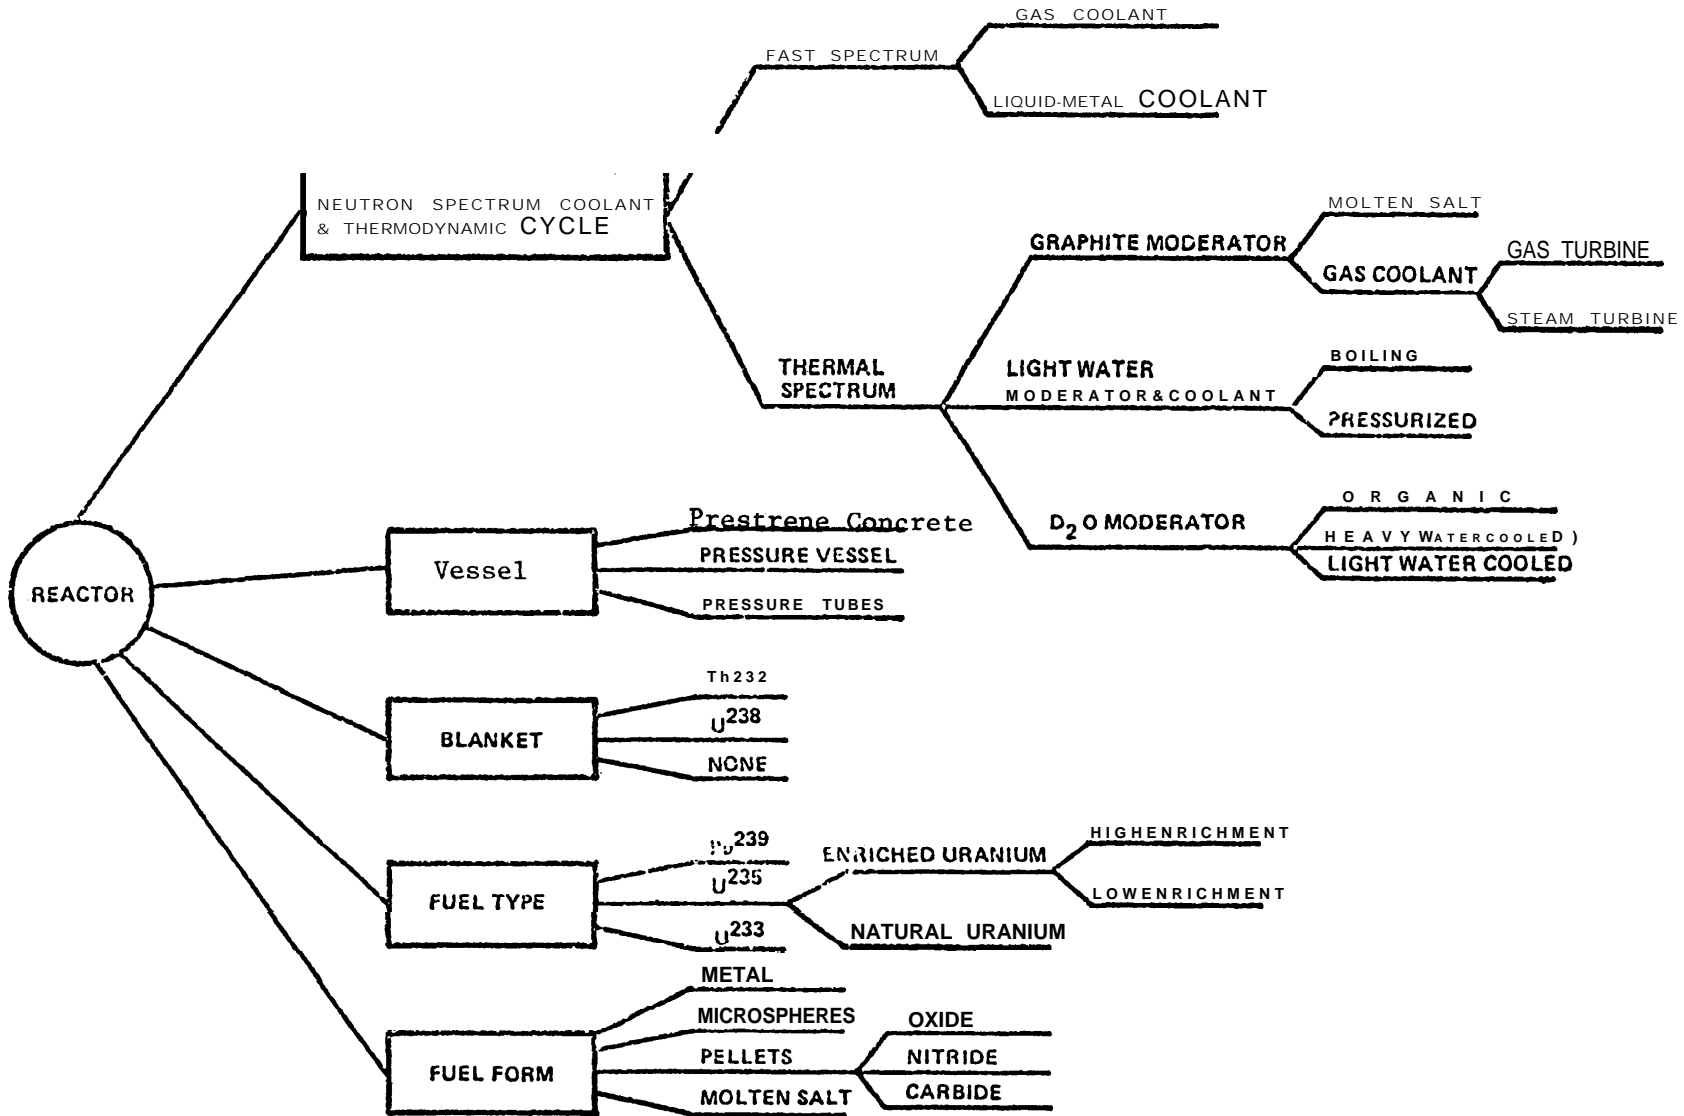 GAS COOLANT
FAST SPECTRUM
LIQUID-METAL COOLANT
NEUTRON SPECTRUM COOLANT
& THERMODYNAMIC CYCLE
MOLTEN SALT
GRAPHITE MODERATOR
GAS TURBINE
GAS COOLANT
STEAM TURBINE
THERMAL
SPECTRUM
LIGHT WATER
MODERATOR&COOLANT
BOILING
PRESSURIZED
ORGANIC
D2O MODERATOR
HEAVY WATER COOLED)
LIGHT WATER COOLED
REACTOR
Vessel
Prestrene Concrete
PRESSURE VESSEL
PRESSURE TUBES
BLANKET
Th232
U238
NONE
FUEL TYPE
Pu239
U235
U233
ENRICHED URANIUM
HIGHENRICHMENT
LOWENRICHMENT
NATURAL URANIUM
FUEL FORM
METAL
MICROSPHERES
PELLETS
MOLTEN SALT
OXIDE
NITRIDE
CARBIDE